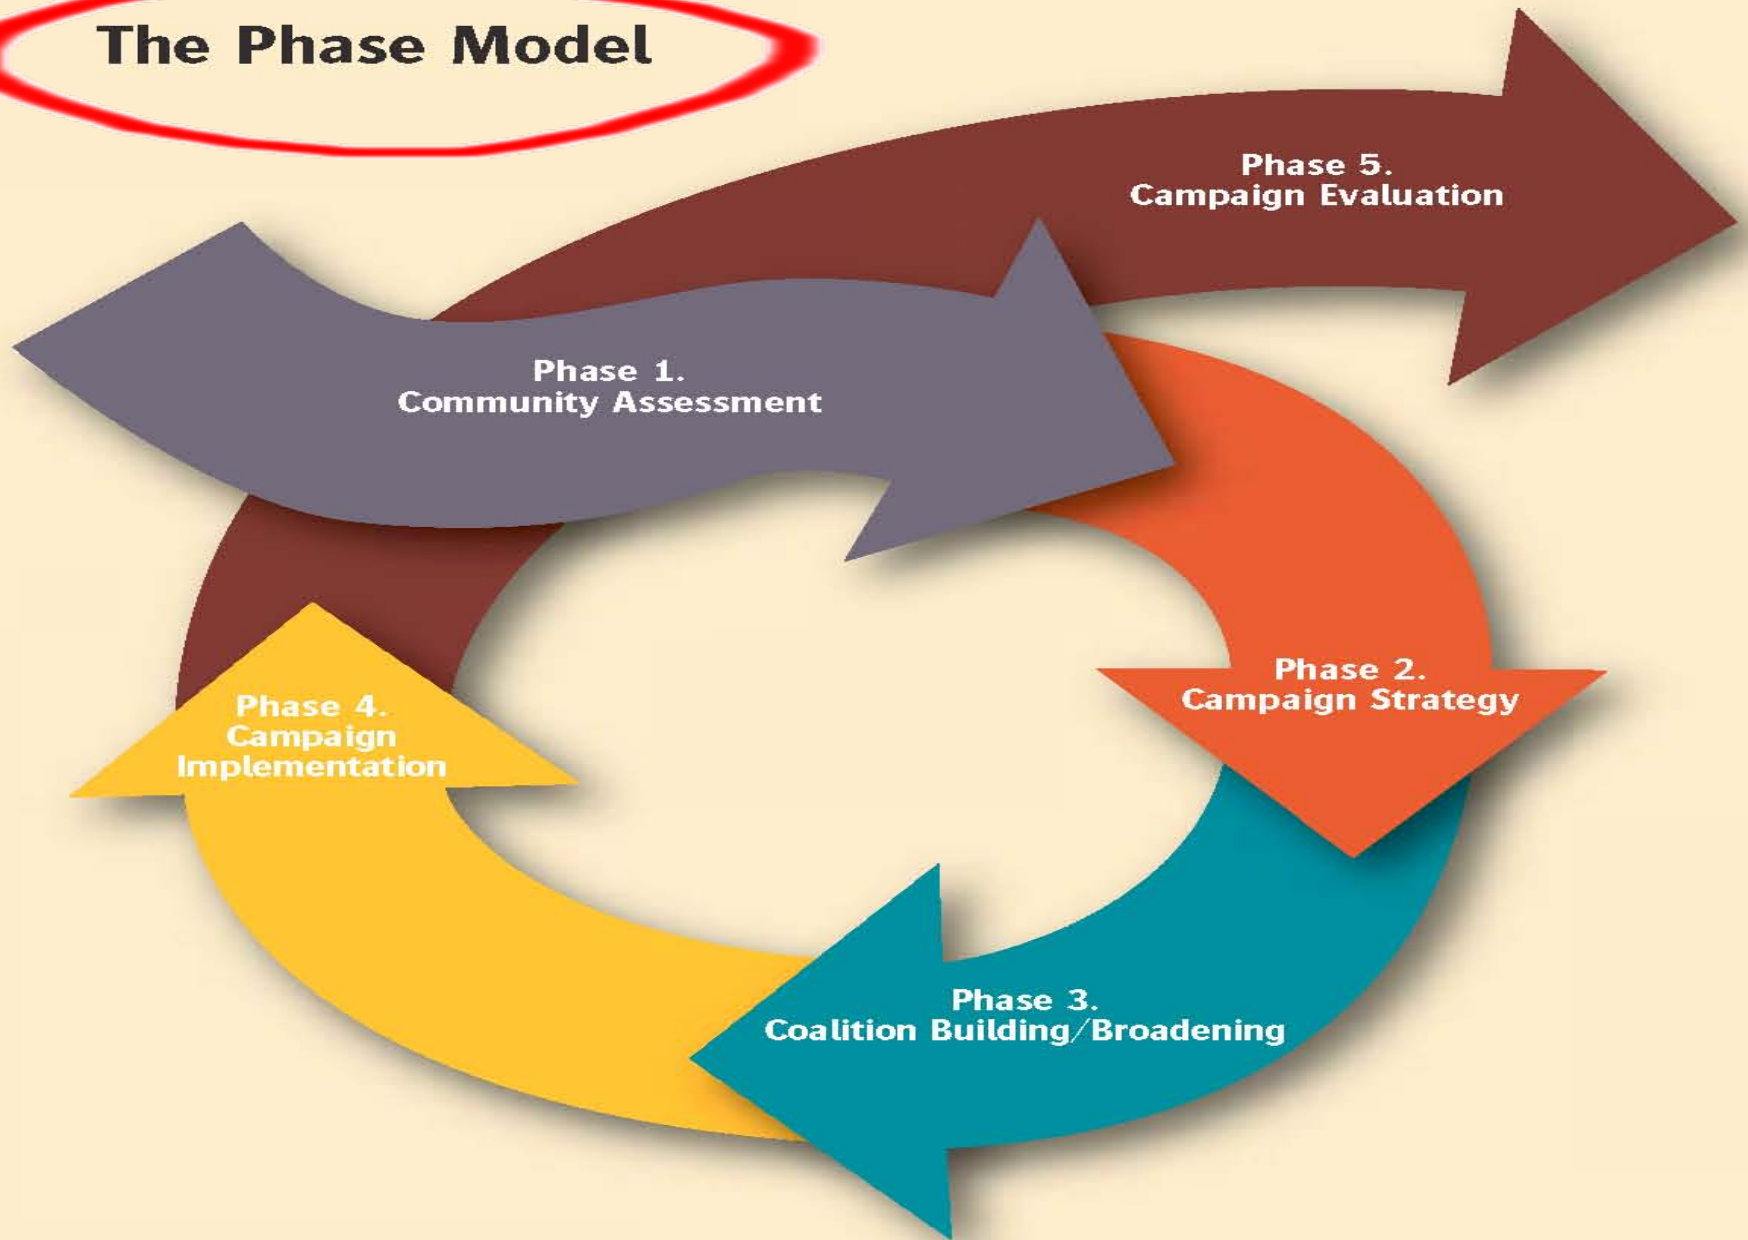 The Phase Model
Phase 1.
Community Assessment
Phase 2.
Campaign Strategy
Phase 3.
Coalition Building/Broadening
Phase 4.
Campaign
Implementation
Phase 5.
Campaign Evaluation